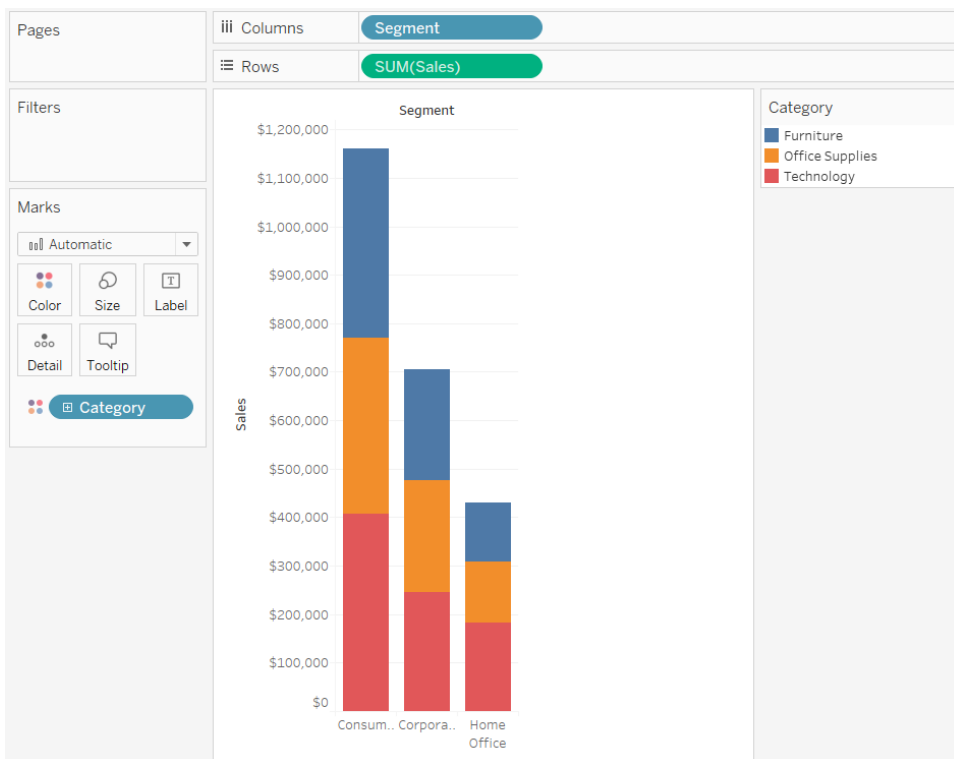 Pages
Columns
Segment
Rows
SUM(Sales)
Filters
Marks
Automatic
Color
Size
T
Label
Detail
Tooltip
Category
Segment
$1,200,000
$1,100,000
$1,000,000
$900,000
$800,000
$700,000
$600,000
$500,000
$400,000
$300,000
$200,000
$100,000
$0
Sales
Consum.. Corpora.. Home
Office
Category
Furniture
Office Supplies
Technology